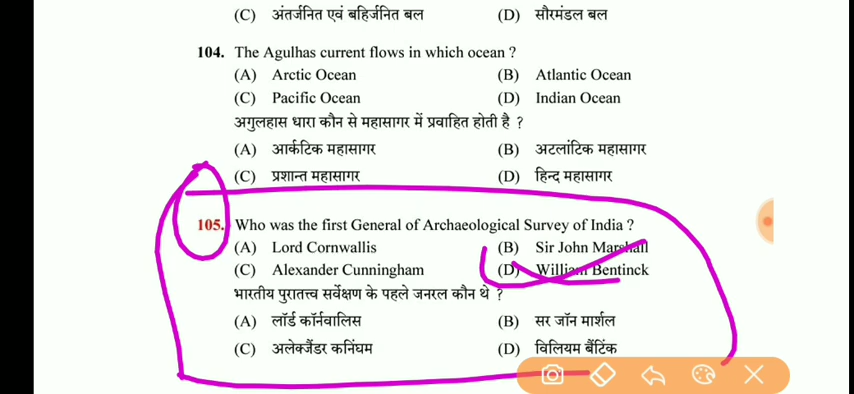 (C) अंतर्जनित एवं बहिर्जनित बल (D) सौरमंडल बल
104. The Agulhas current flows in which ocean ?
(A) Arctic Ocean (B) Atlantic Ocean
(C) Pacific Ocean (D) Indian Ocean
अगुलहास धारा कौन से महासागर में प्रवाहित होती है ?
(A) आर्कटिक महासागर (B) अटलांटिक महासागर
(C) प्रशान्त महासागर (D) हिन्द महासागर
105. Who was the first General of Archaeological Survey of India ?
(A) Lord Cornwallis (B) Sir John Marshall
(C) Alexander Cunningham (D) William Bentinck
भारतीय पुरातत्त्व सर्वेक्षण के पहले जनरल कौन थे ?
(A) लॉर्ड कॉर्नवालिस (B) सर जॉन मार्शल
(C) अलेक्जैंडर कनिंघम (D) विलियम बैंटिंक